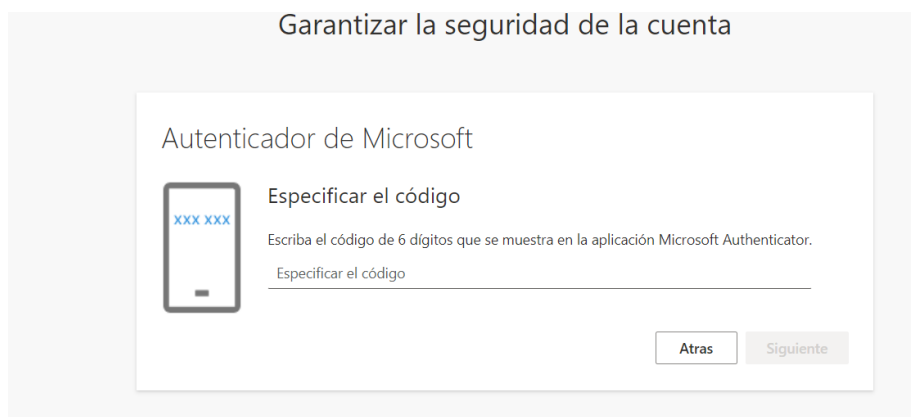 Garantizar la seguridad de la cuenta
Autenticador de Microsoft
Especificar el código
xxx xxx
Escriba el código de 6 dígitos que se muestra en la aplicación Microsoft Authenticator.
Especificar el código
Atras
Siguiente